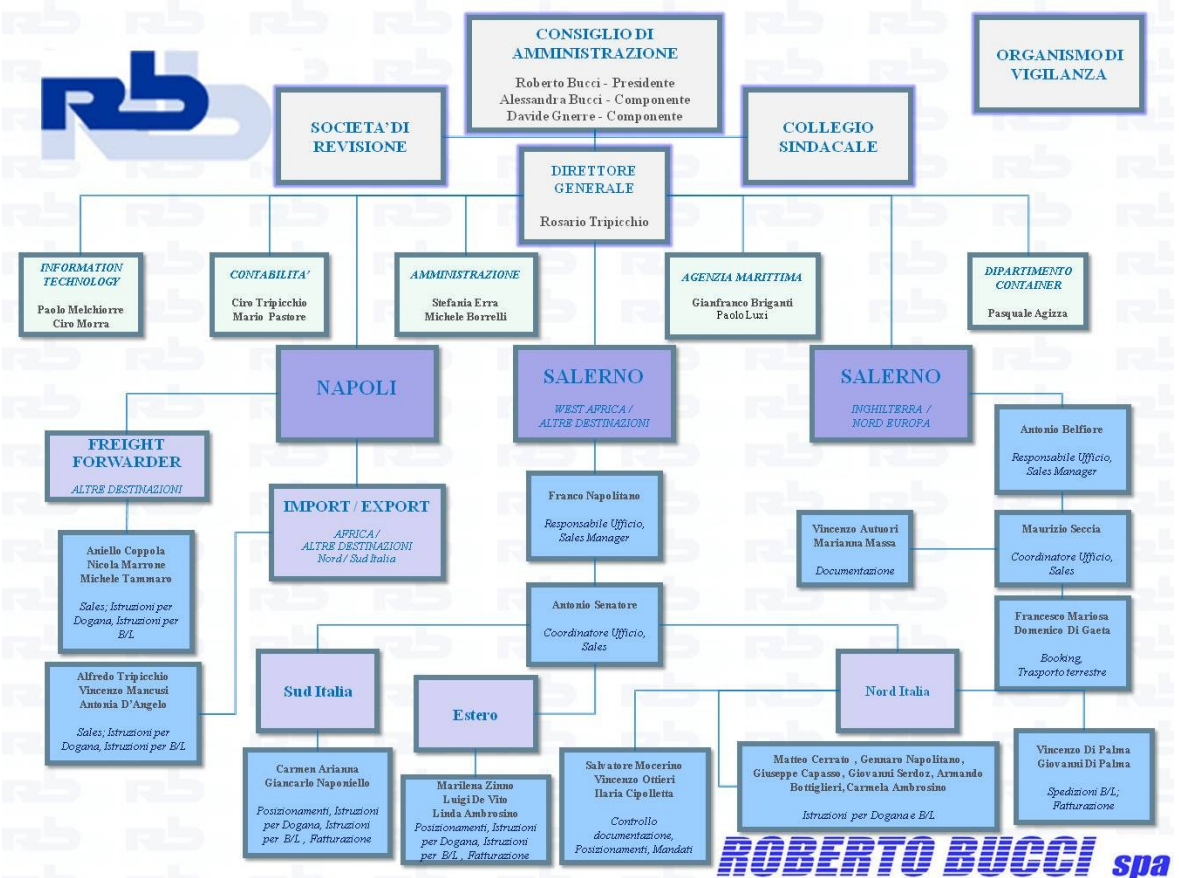 CONSIGLIO DI
AMMINISTRAZIONE
Roberto Bucci - Presidente
Alessandra Bucci - Componente
Davide Gnerre - Componente
ORGANISMO DI
VIGILANZA
Rbb
SOCIETA' DI
REVISIONE
COLLEGIO
SINDACALE
DIRETTORE
GENERALE
Rosario Tripicchio
INFORMATION
TECHNOLOGY
Paolo Melchiorre
Ciro Morra
CONTABILITA'
Ciro Tripicchio
Mario Pastore
AMMINISTRAZIONE
Stefania Erra
Michele Borrelli
AGENZIA MARITTIMA
Gianfranco Briganti
Paolo Luxi
DIPARTIMENTO
CONTAINER
Pasquale Agizza
NAPOLI
SALERNO
WEST AFRICA /
ALTRE DESTINAZIONI
SALERNO
INGHILTERRA /
NORD EUROPA
FREIGHT
FORWARDER
ALTRE DESTINAZIONI
IMPORT / EXPORT
AFRICA /
ALTRE DESTINAZIONI
Nord / Sud Italia
Aniello Coppola
Nicola Marrone
Michele Tammaro
Sales; Istruzioni per
Dogana, Istruzioni per
B/L
Alfredo Tripicchio
Vincenzo Mancusi
Antonia D'Angelo
Sales; Istruzioni per
Dogana, Istruzioni per B/L
Franco Napolitano
Responsabile Ufficio,
Sales Manager
Antonio Senatore
Coordinatore Ufficio,
Sales
Antonio Belfiore
Responsabile Ufficio,
Sales Manager
Vincenzo Autuori
Marianna Massa
Documentazione
Maurizio Seccia
Coordinatore Ufficio,
Sales
Francesco Mariosa
Domenico Di Gaeta
Booking,
Trasporto terrestre
Sud Italia
Estero
Nord Italia
Carmen Arianna
Giancarlo Naponiello
Posizionamenti, Istruzioni
per Dogana, Istruzioni
per B/L , Fatturazione
Marilena Zinno
Luigi De Vito
Linda Ambrosino
Posizionamenti, Istruzioni
per Dogana, Istruzioni
per B/L , Fatturazione
Salvatore Mocerino
Vincenzo Ottieri
Ilaria Cipolletta
Controllo
documentazione,
Posizionamenti, Mandati
Matteo Cerrato , Gennaro Napolitano,
Giuseppe Capasso, Giovanni Serdoz, Armando
Bottiglieri, Carmela Ambrosino
Istruzioni per Dogana e B/L
Vincenzo Di Palma
Giovanni Di Palma
Spedizioni B/L;
Fatturazione
ROBERTO BUCCI spa